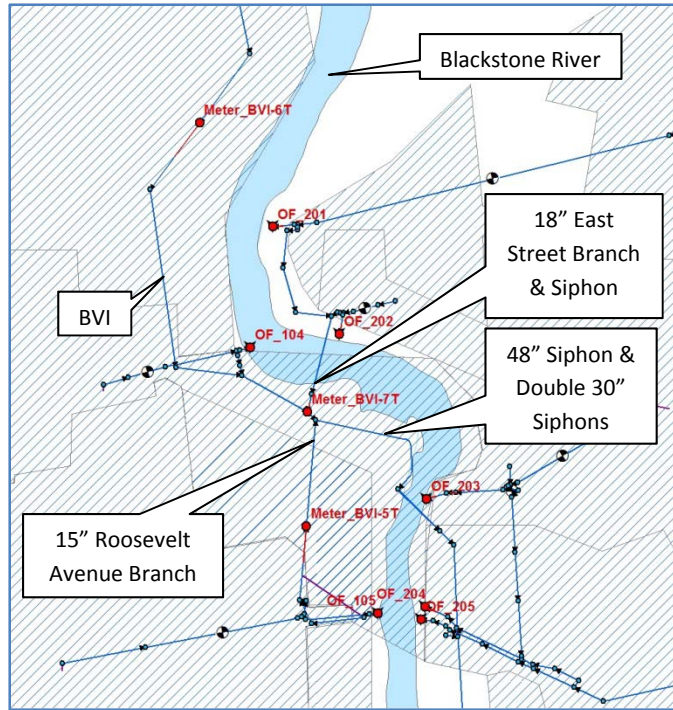 Blackstone River
Meter_BVI-6T
OF_201
18” East
Street Branch
& Siphon
BVI
OF_202
OF_104
48” Siphon &
Double 30”
Siphons
Meter_BVI-7T
OF_203
15” Roosevelt
Avenue Branch
Meter_BVI-5T
OF_105
OF_204
OF_205